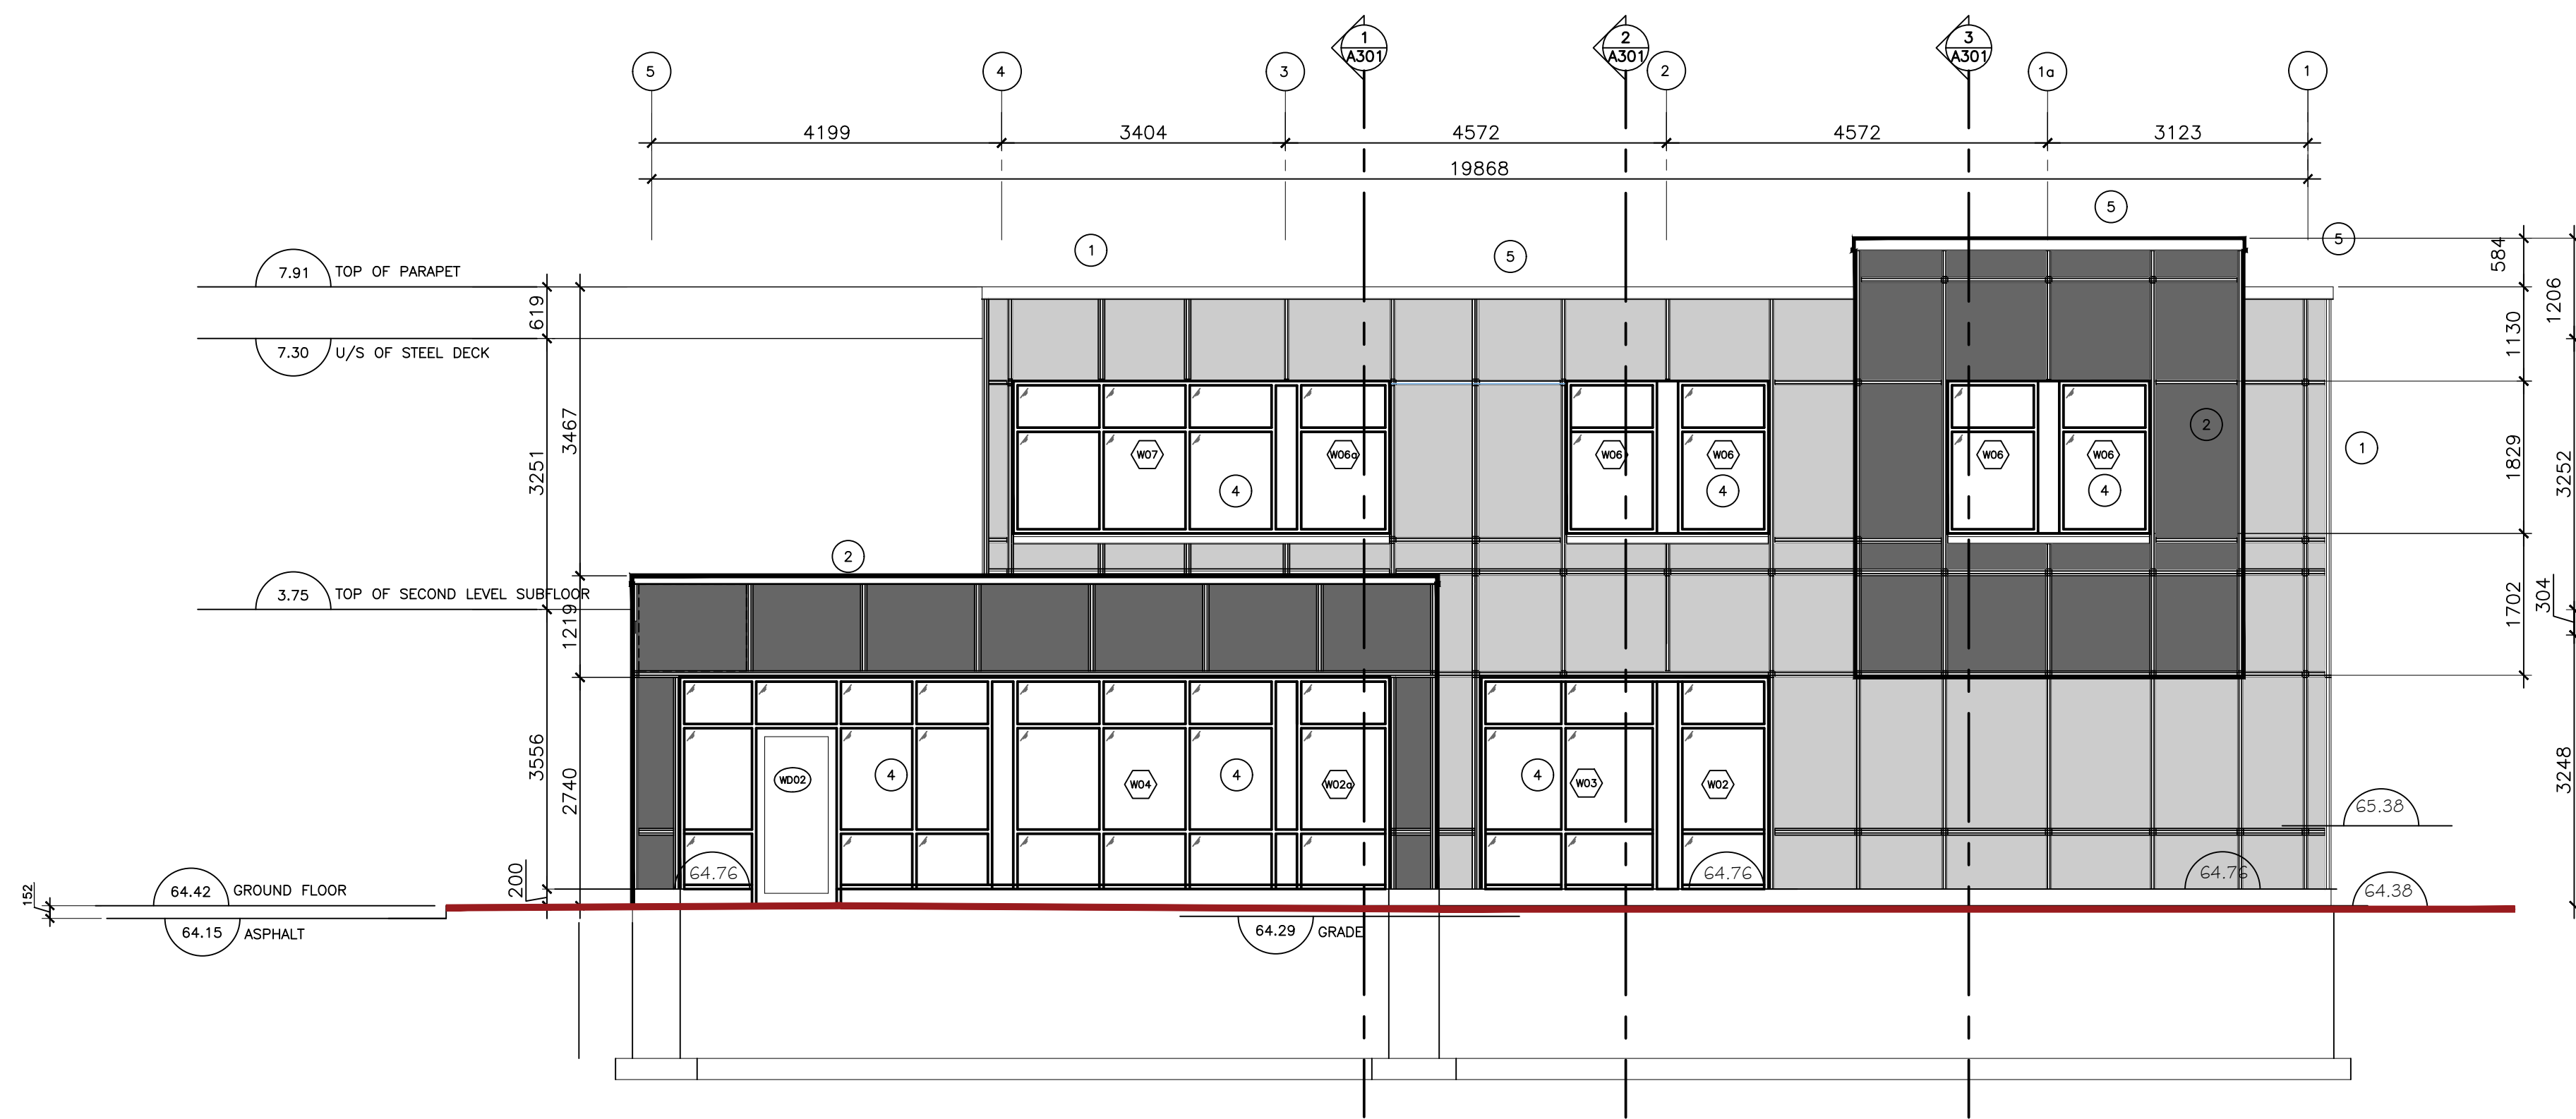 1
A301
2
A301
3
A301
5
4
3
2
1a
1
4199
3404
4572
4572
3123
19868
5
1
5
5
7.91 TOP OF PARAPET
619
584
1206
7.30 U/S OF STEEL DECK
1130
3467
3251
2
1
W07
W06a
W06
W06
W06
W06
1829
3252
4
4
4
2
3.75 TOP OF SECOND LEVEL SUBFLOOR
1219
1702
304
3556
2740
WD02
4
W04
4
W02a
4
W03
W02
3248
65.38
64.76
64.76
64.76
64.38
200
152
64.42 GROUND FLOOR
64.15 ASPHALT
64.29 GRADE